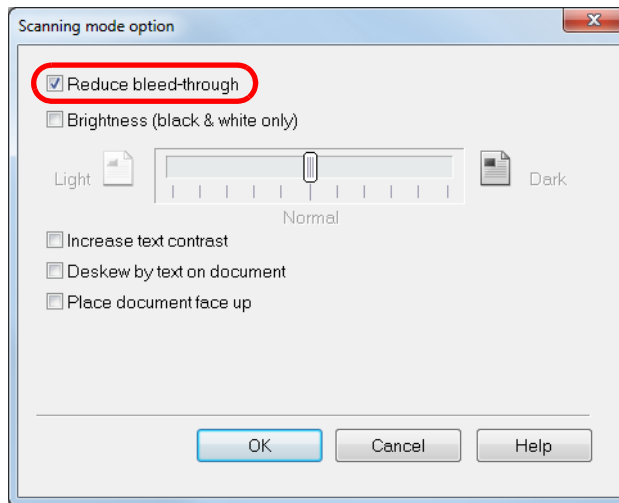 Scanning mode option
Reduce bleed-through
Brightness (black & white only)
Light Dark
Normal
Increase text contrast
Deskew by text on document
Place document face up
OK Cancel Help